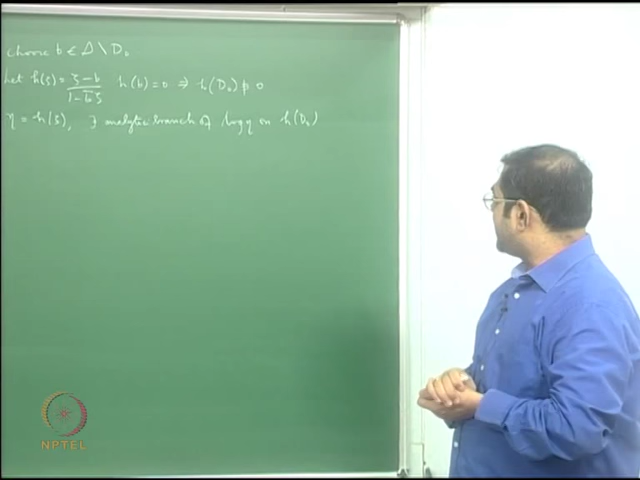 choose b ∈ Δ \ D₀
Let h(ζ) = (ζ − b)/(1 − b̄ζ) h(b) = 0 ⇒ h(D₀) ∌ 0
η = h(ζ), ∃ analytic branch of log η on h(D₀)
NPTEL